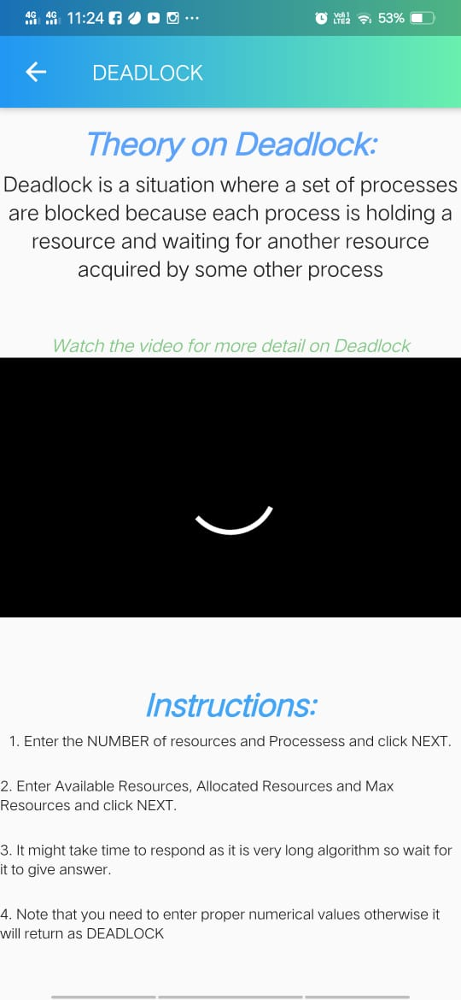 4G 4G 11:24 53%
VoD LTE2
DEADLOCK
Theory on Deadlock:
Deadlock is a situation where a set of processes
are blocked because each process is holding a
resource and waiting for another resource
acquired by some other process
Watch the video for more detail on Deadlock
Instructions:
1. Enter the NUMBER of resources and Processess and click NEXT.
2. Enter Available Resources, Allocated Resources and Max
Resources and click NEXT.
3. It might take time to respond as it is very long algorithm so wait for
it to give answer.
4. Note that you need to enter proper numerical values otherwise it
will return as DEADLOCK